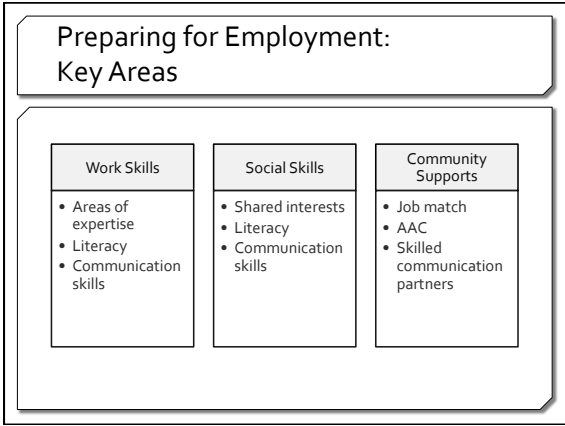 Preparing for Employment:
Key Areas
Work Skills
• Areas of
expertise
• Literacy
• Communication
skills
Social Skills
• Shared interests
• Literacy
• Communication
skills
Community
Supports
• Job match
• AAC
• Skilled
communication
partners